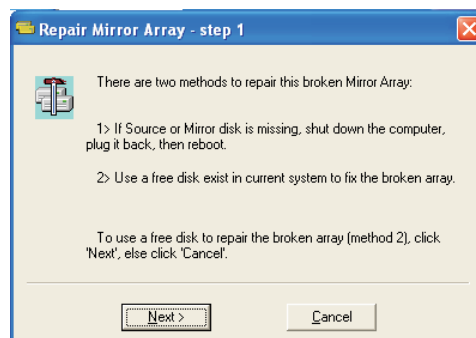 Repair Mirror Array - step 1
There are two methods to repair this broken Mirror Array:
1> If Source or Mirror disk is missing, shut down the computer,
plug it back, then reboot.
2> Use a free disk exist in current system to fix the broken array.
To use a free disk to repair the broken array (method 2), click
'Next', else click 'Cancel'.
Next > Cancel